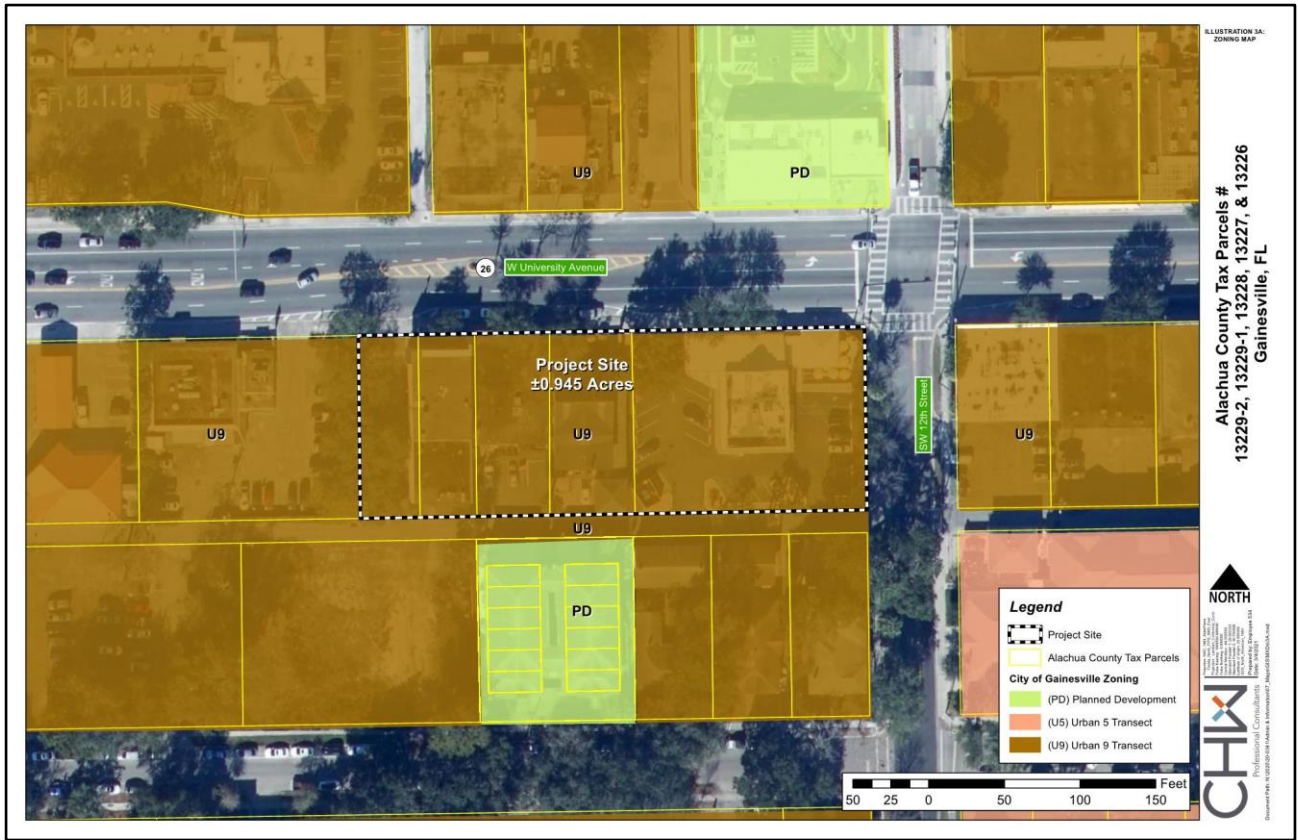 ILLUSTRATION 3A:
ZONING MAP
Alachua County Tax Parcels #
13229-2, 13229-1, 13228, 13227, & 13226
Gainesville, FL
U9
PD
26
W University Avenue
Project Site
±0.945 Acres
U9
U9
SW 12th Street
U9
U9
PD
NORTH
Legend
Project Site
Alachua County Tax Parcels
City of Gainesville Zoning
(PD) Planned Development
(U5) Urban 5 Transect
(U9) Urban 9 Transect
50 25 0 50 100 150
Feet
CHW
Professional Consultants